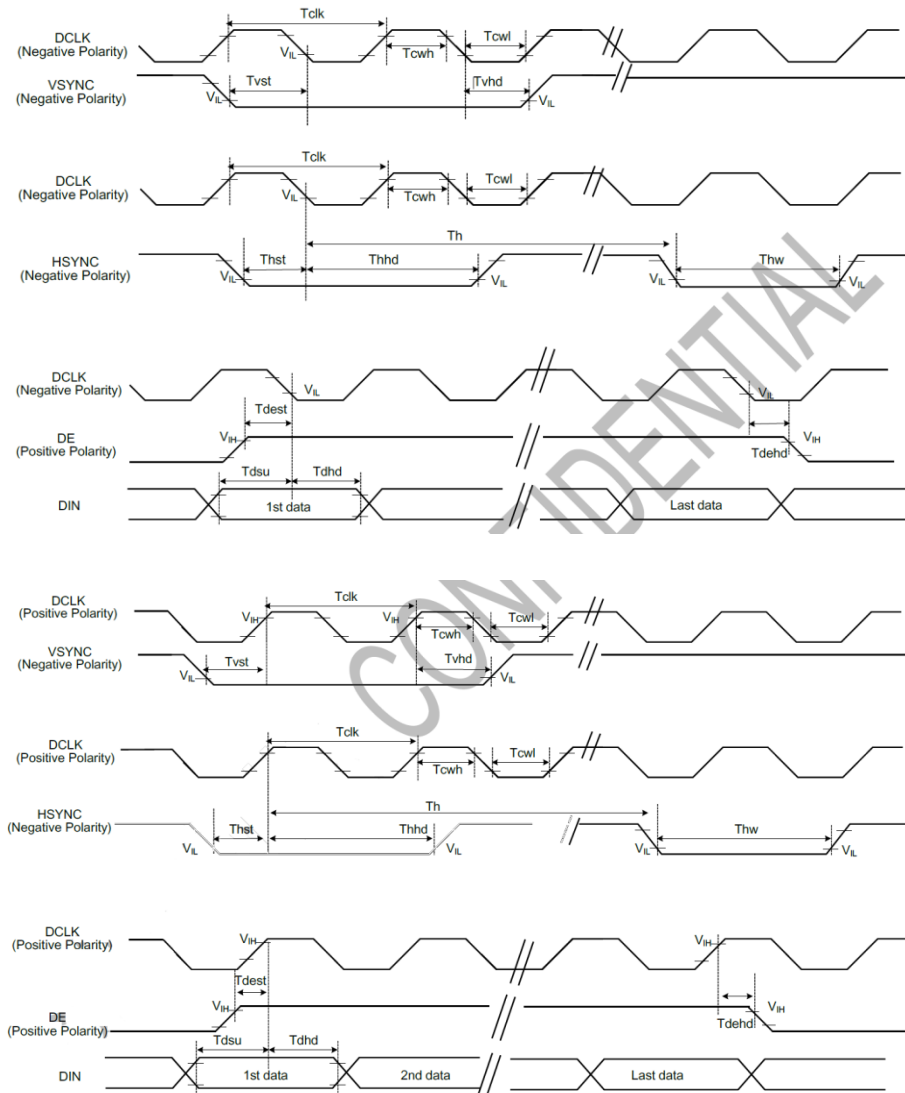 Tclk
DCLK
(Negative Polarity)
VIL
Tcwh
Tcwl
VSYNC
(Negative Polarity)
VIL
Tvst
Tvhd
VIL
Tclk
DCLK
(Negative Polarity)
VIL
Tcwh
Tcwl
Th
HSYNC
(Negative Polarity)
VIL
Thst
Thhd
VIL
VIL
Thw
VIL
DCLK
(Negative Polarity)
VIL
VIL
Tdest
DE
(Positive Polarity)
VIH
VIH
Tdehd
Tdsu
Tdhd
DIN
1st data
Last data
CONFIDENTIAL
Tclk
DCLK
(Positive Polarity)
VIH
VIH
Tcwh
Tcwl
VSYNC
(Negative Polarity)
VIL
Tvst
Tvhd
VIL
Tclk
DCLK
(Positive Polarity)
Tcwh
Tcwl
Th
HSYNC
(Negative Polarity)
VIL
Thst
Thhd
VIL
VIL
Thw
VIL
DCLK
(Positive Polarity)
VIH
VIH
Tdest
DE
(Positive Polarity)
VIH
Tdehd
VIH
Tdsu
Tdhd
DIN
1st data
2nd data
Last data